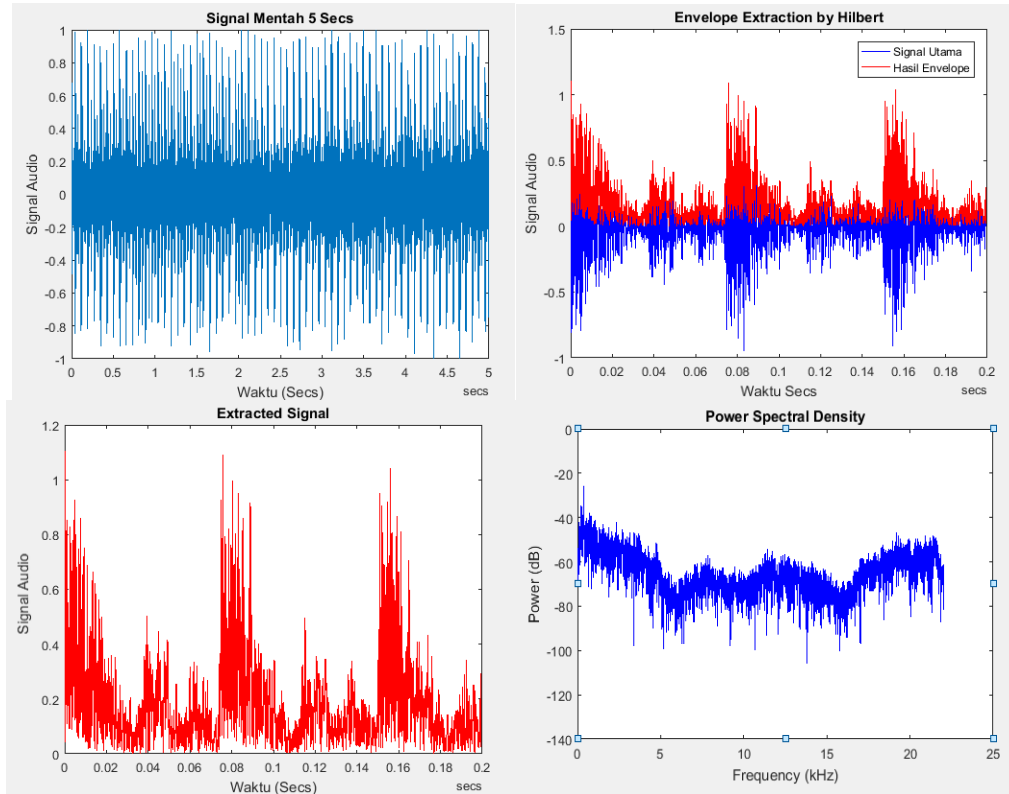 Signal Mentah 5 Secs
1
0.8
0.6
0.4
0.2
0
-0.2
-0.4
-0.6
-0.8
-1
Signal Audio
0 0.5 1 1.5 2 2.5 3 3.5 4 4.5 5
Waktu (Secs)
secs
Envelope Extraction by Hilbert
Signal Utama
Hasil Envelope
1.5
1
0.5
0
-0.5
-1
Signal Audio
0 0.02 0.04 0.06 0.08 0.1 0.12 0.14 0.16 0.18 0.2
Waktu Secs
secs
Extracted Signal
1.2
1
0.8
0.6
0.4
0.2
0
Signal Audio
0 0.02 0.04 0.06 0.08 0.1 0.12 0.14 0.16 0.18 0.2
Waktu (Secs)
secs
Power Spectral Density
0
-20
-40
-60
-80
-100
-120
-140
Power (dB)
0 5 10 15 20 25
Frequency (kHz)